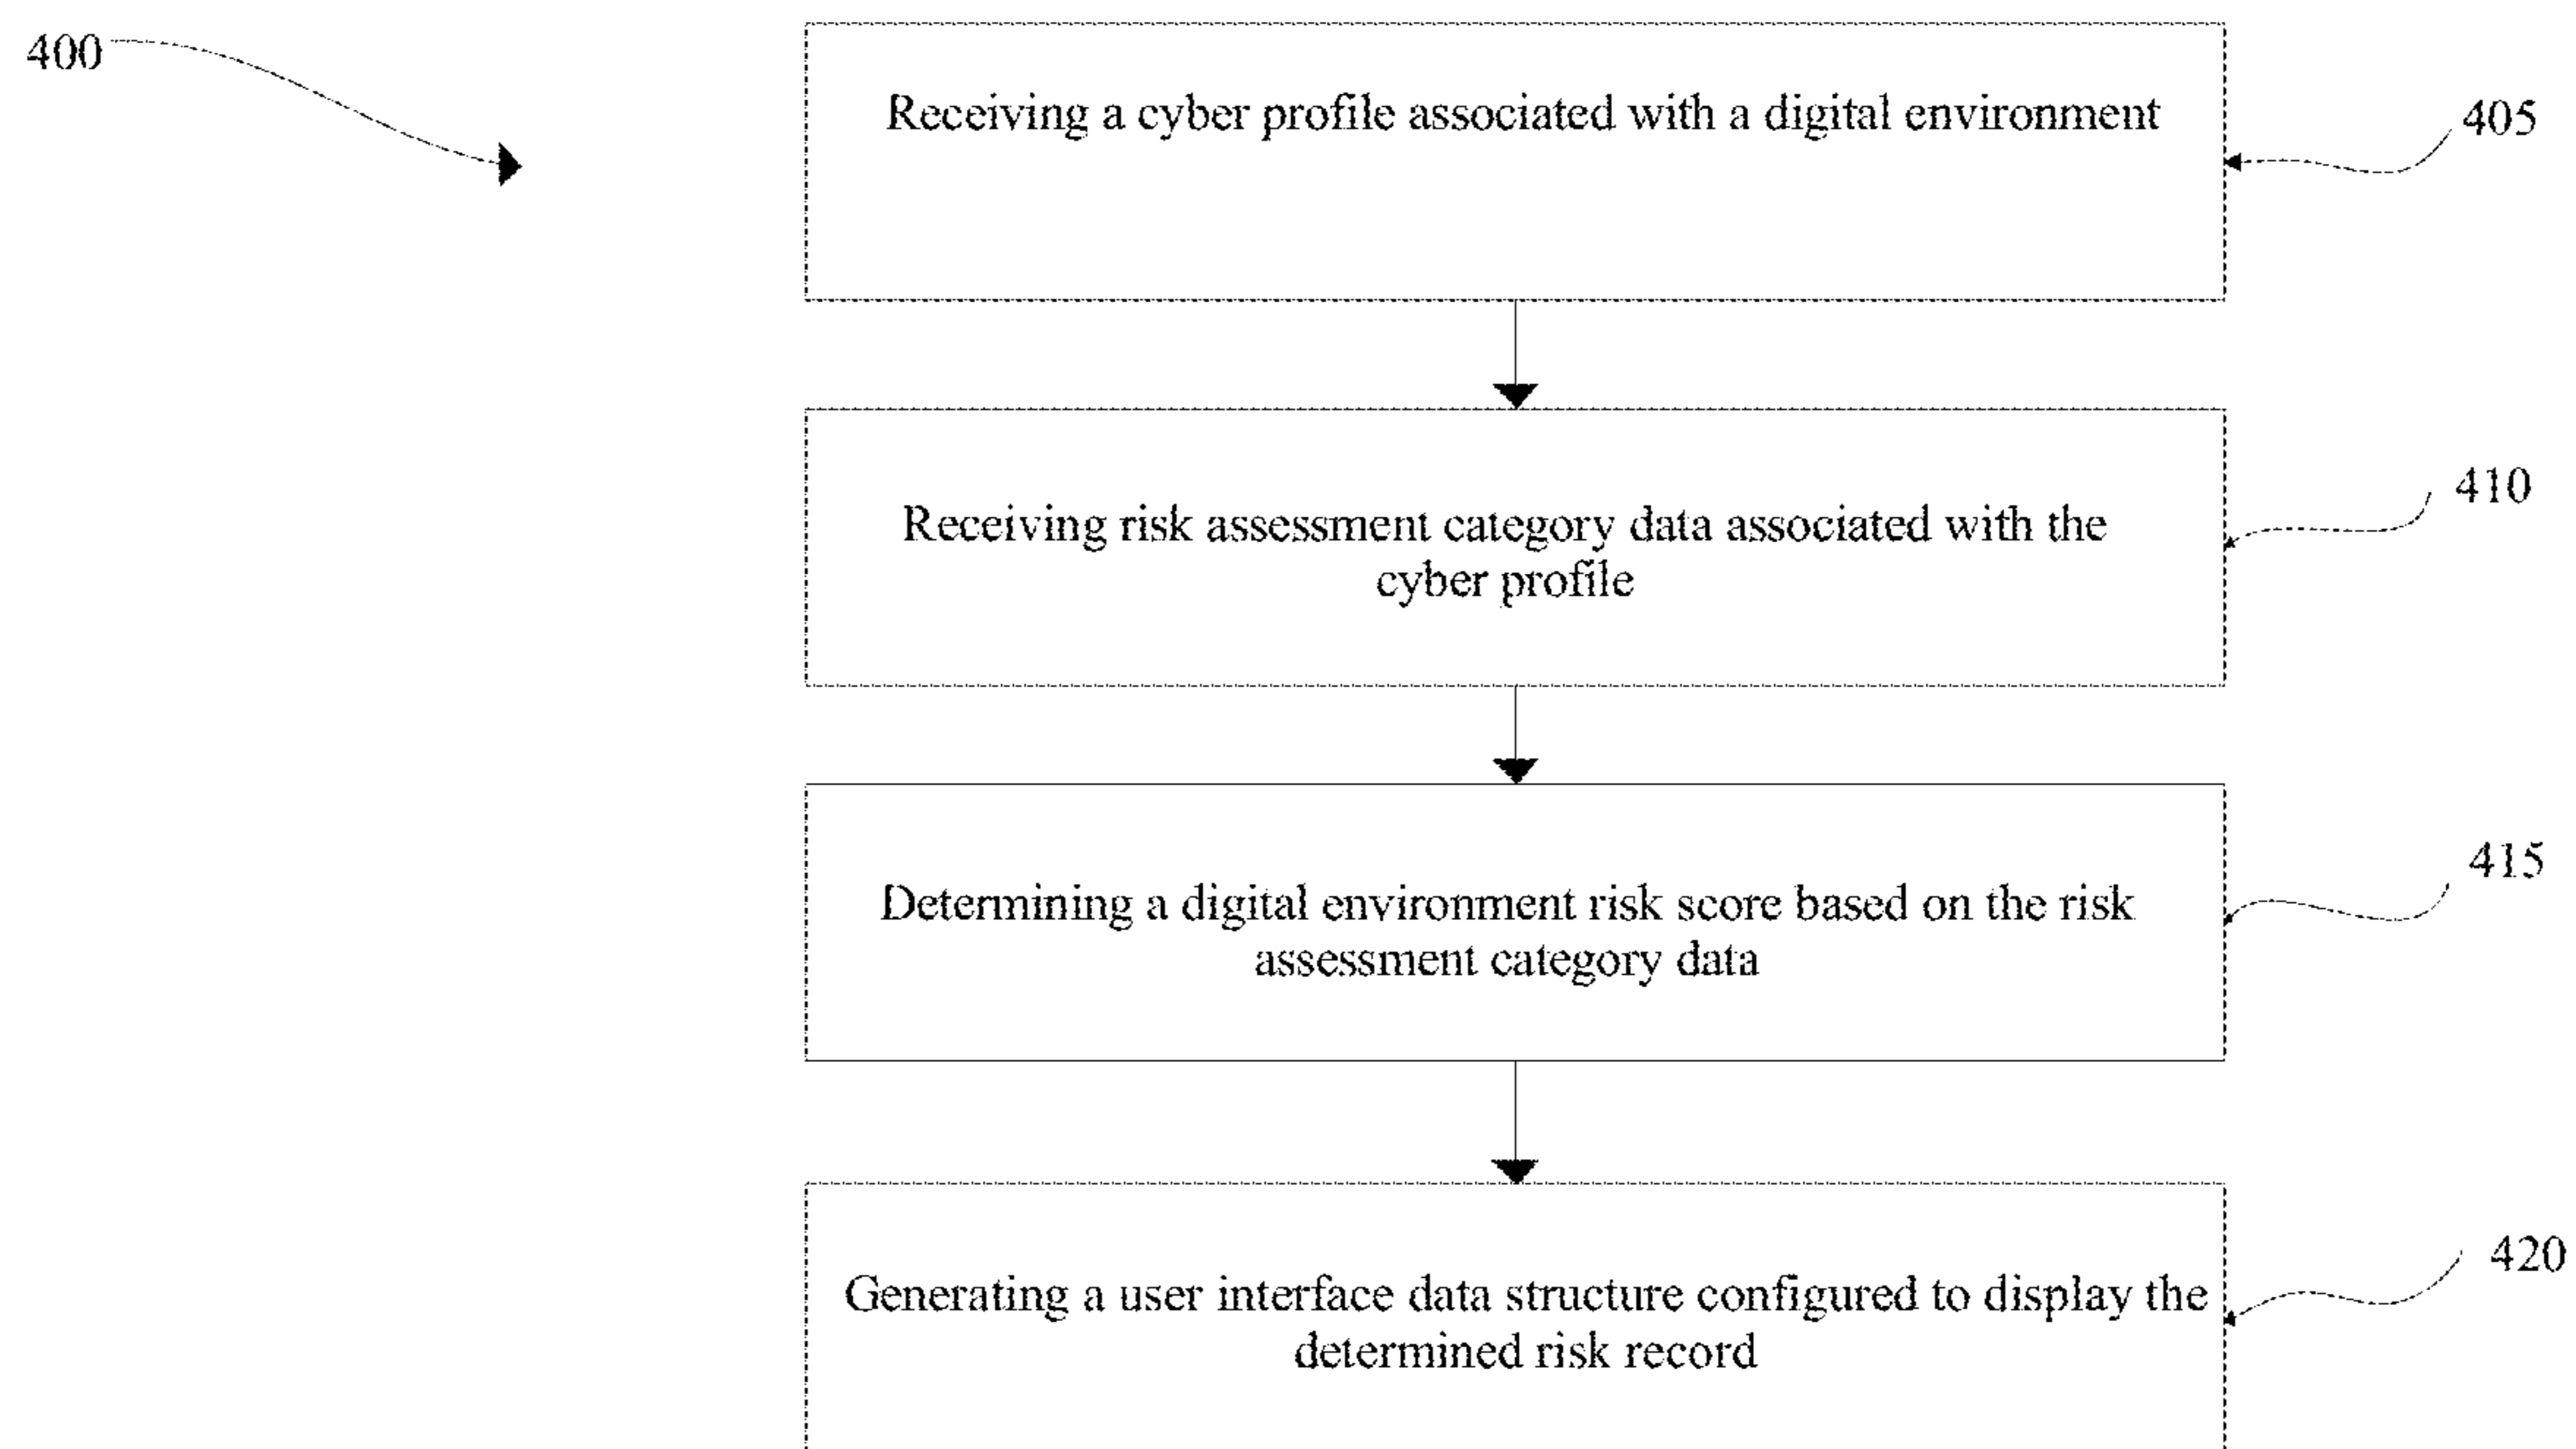 400
Receiving a cyber profile associated with a digital environment
405
Receiving risk assessment category data associated with the
cyber profile
410
Determining a digital environment risk score based on the risk
assessment category data
415
Generating a user interface data structure configured to display the
determined risk record
420